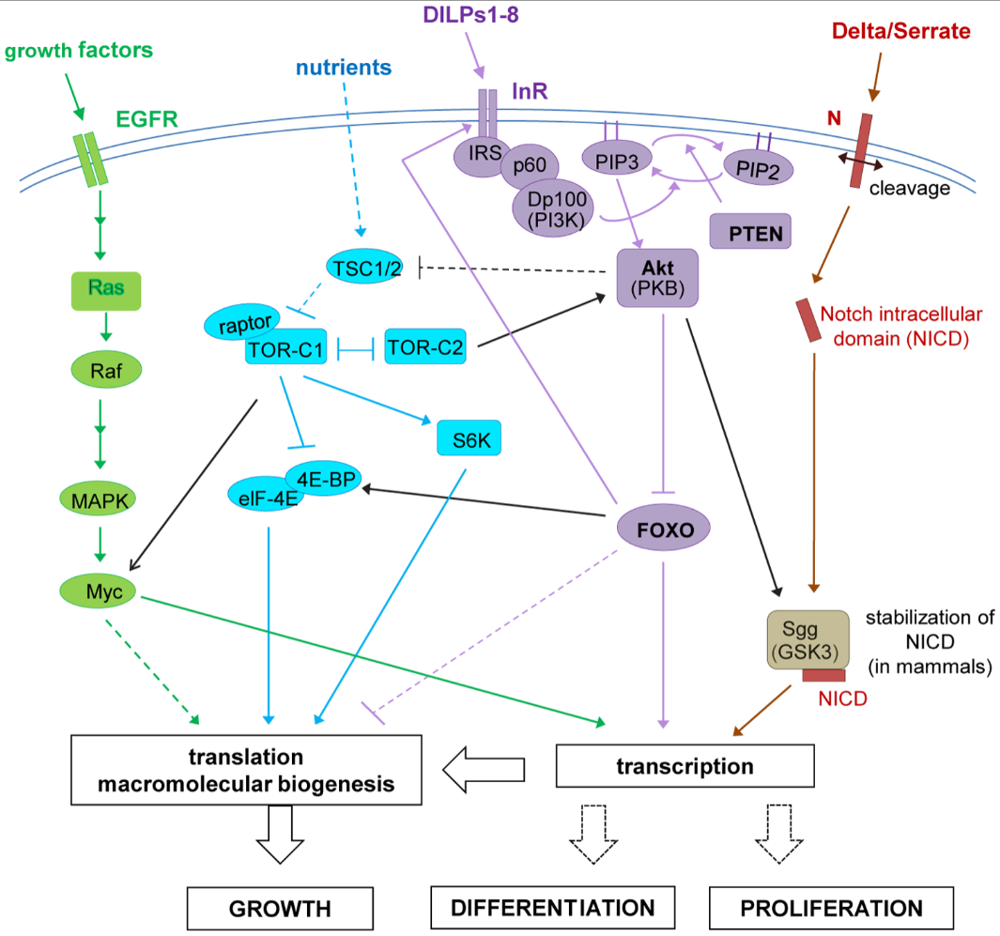 DILPs1-8
Delta/Serrate
growth factors
nutrients
InR
EGFR
N
IRS
p60
PIP3
PIP2
cleavage
Dp100
(PI3K)
PTEN
TSC1/2
Akt
(PKB)
Ras
raptor
TOR-C1
TOR-C2
Notch intracellular
domain (NICD)
Raf
S6K
4E-BP
eIF-4E
MAPK
FOXO
Myc
Sgg
(GSK3)
stabilization of
NICD
(in mammals)
NICD
translation
macromolecular biogenesis
transcription
GROWTH
DIFFERENTIATION
PROLIFERATION